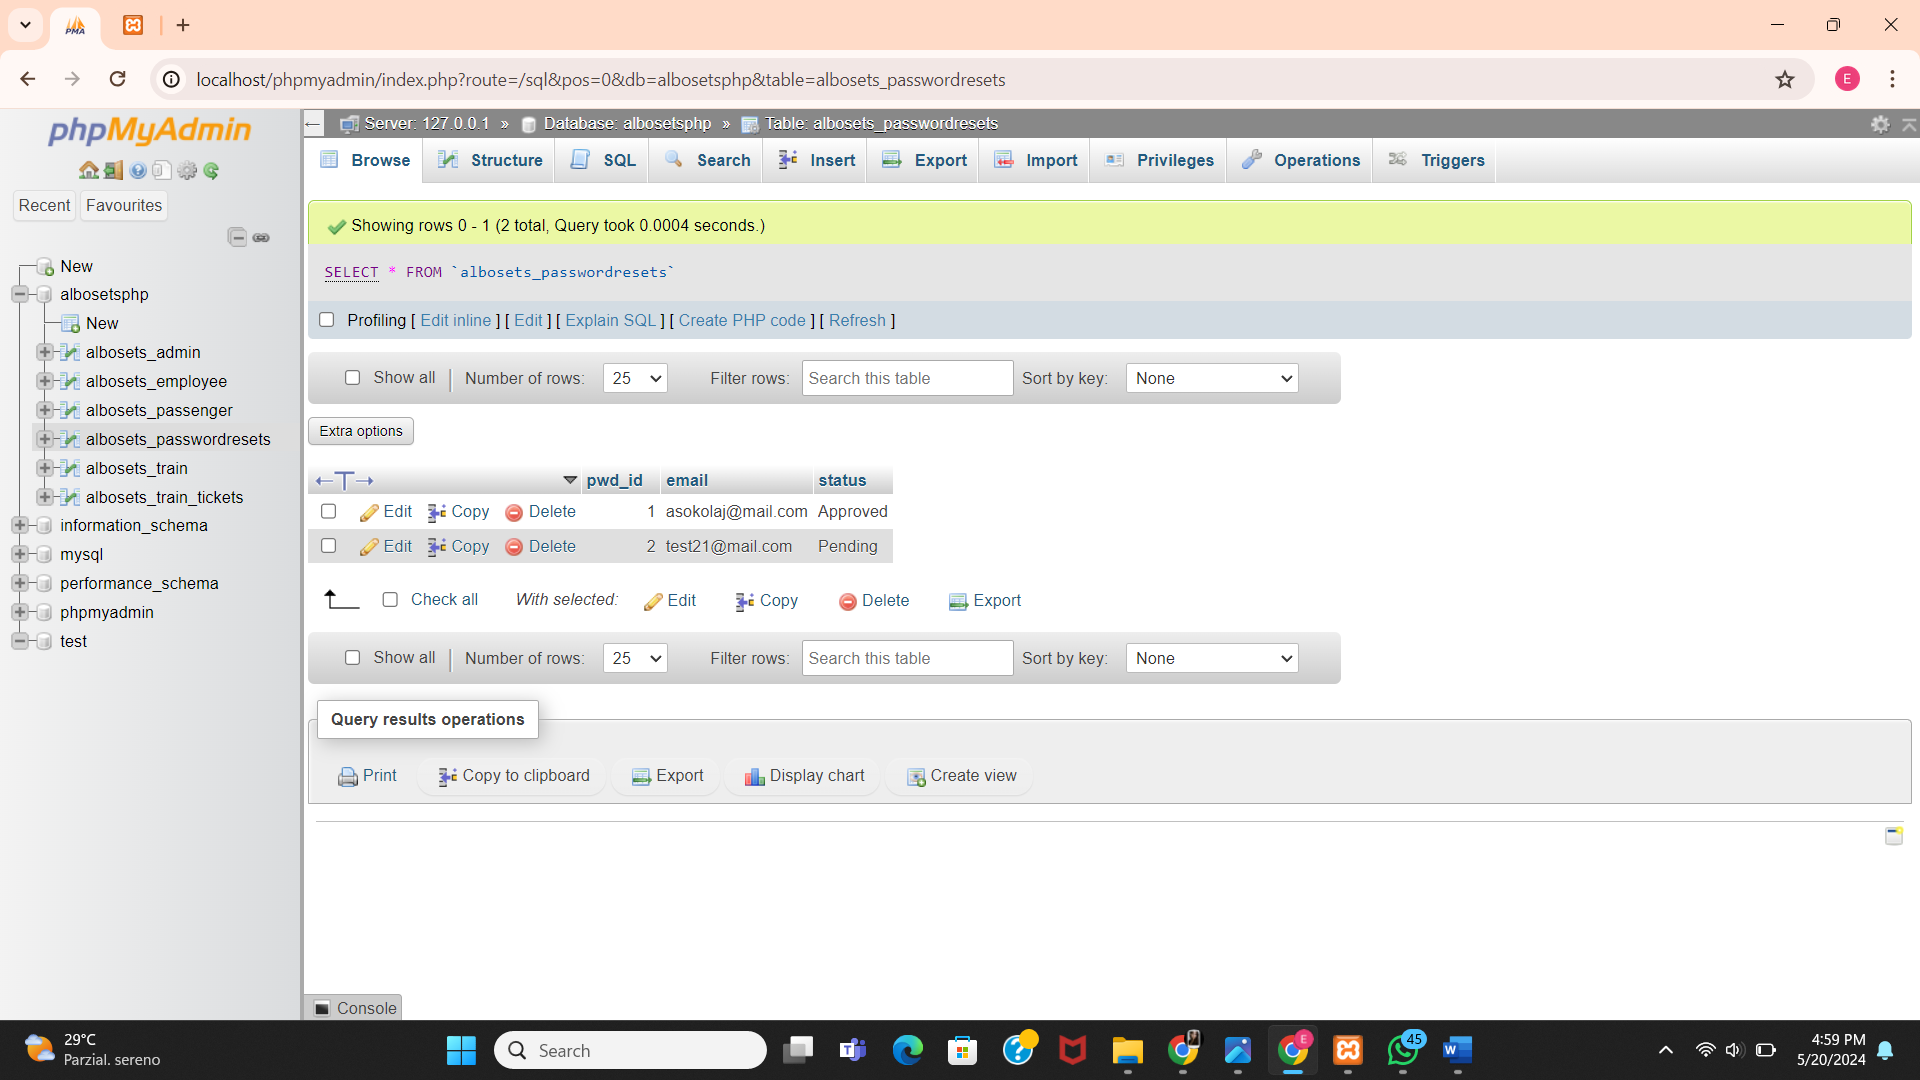 PMA
localhost/phpmyadmin/index.php?route=/sql&pos=0&db=albosetsphp&table=albosets_passwordresets
E
phpMyAdmin
Recent
Favourites
New
albosetsphp
New
albosets_admin
albosets_employee
albosets_passenger
albosets_passwordresets
albosets_train
albosets_train_tickets
information_schema
mysql
performance_schema
phpmyadmin
test
Server: 127.0.0.1 » Database: albosetsphp » Table: albosets_passwordresets
Browse Structure SQL Search Insert Export Import Privileges Operations Triggers
Showing rows 0 - 1 (2 total, Query took 0.0004 seconds.)
SELECT * FROM `albosets_passwordresets`
Profiling [ Edit inline ] [ Edit ] [ Explain SQL ] [ Create PHP code ] [ Refresh ]
Show all | Number of rows: 25 Filter rows: Search this table Sort by key: None
Extra options
←T→ pwd_id email status
Edit Copy Delete 1 asokolaj@mail.com Approved
Edit Copy Delete 2 test21@mail.com Pending
Check all With selected: Edit Copy Delete Export
Show all | Number of rows: 25 Filter rows: Search this table Sort by key: None
Query results operations
Print Copy to clipboard Export Display chart Create view
Console
29°C
Parzial. sereno
Search
E
45
W
4:59 PM
5/20/2024